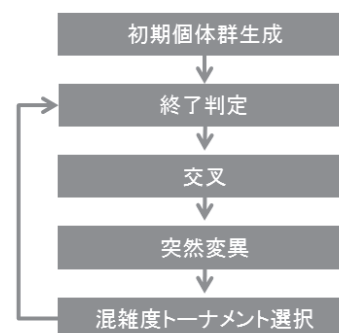 初期個体群生成
終了判定
交叉
突然変異
混雑度トーナメント選択